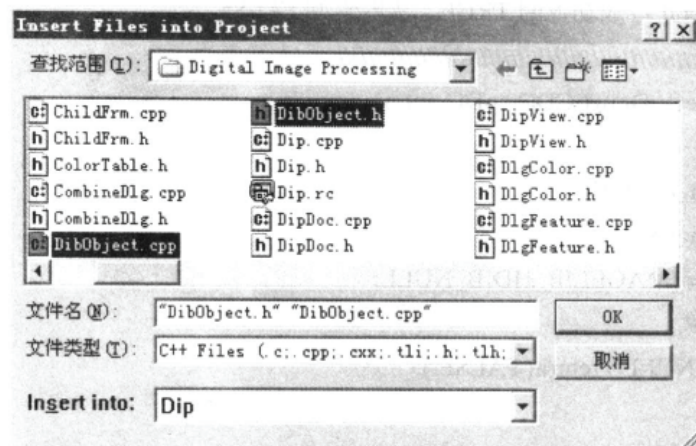 Insert Files into Project
查找范围(I): Digital Image Processing
ChildFrm.cpp
ChildFrm.h
ColorTable.h
CombineDlg.cpp
CombineDlg.h
DibObject.cpp
DibObject.h
Dip.cpp
Dip.h
Dip.rc
DipDoc.cpp
DipDoc.h
DipView.cpp
DipView.h
DlgColor.cpp
DlgColor.h
DlgFeature.cpp
DlgFeature.h
文件名(N): "DibObject.h" "DibObject.cpp"
OK
文件类型(T): C++ Files (.c;.cpp;.cxx;.tli;.h;.tlh;
取消
Insert into: Dip